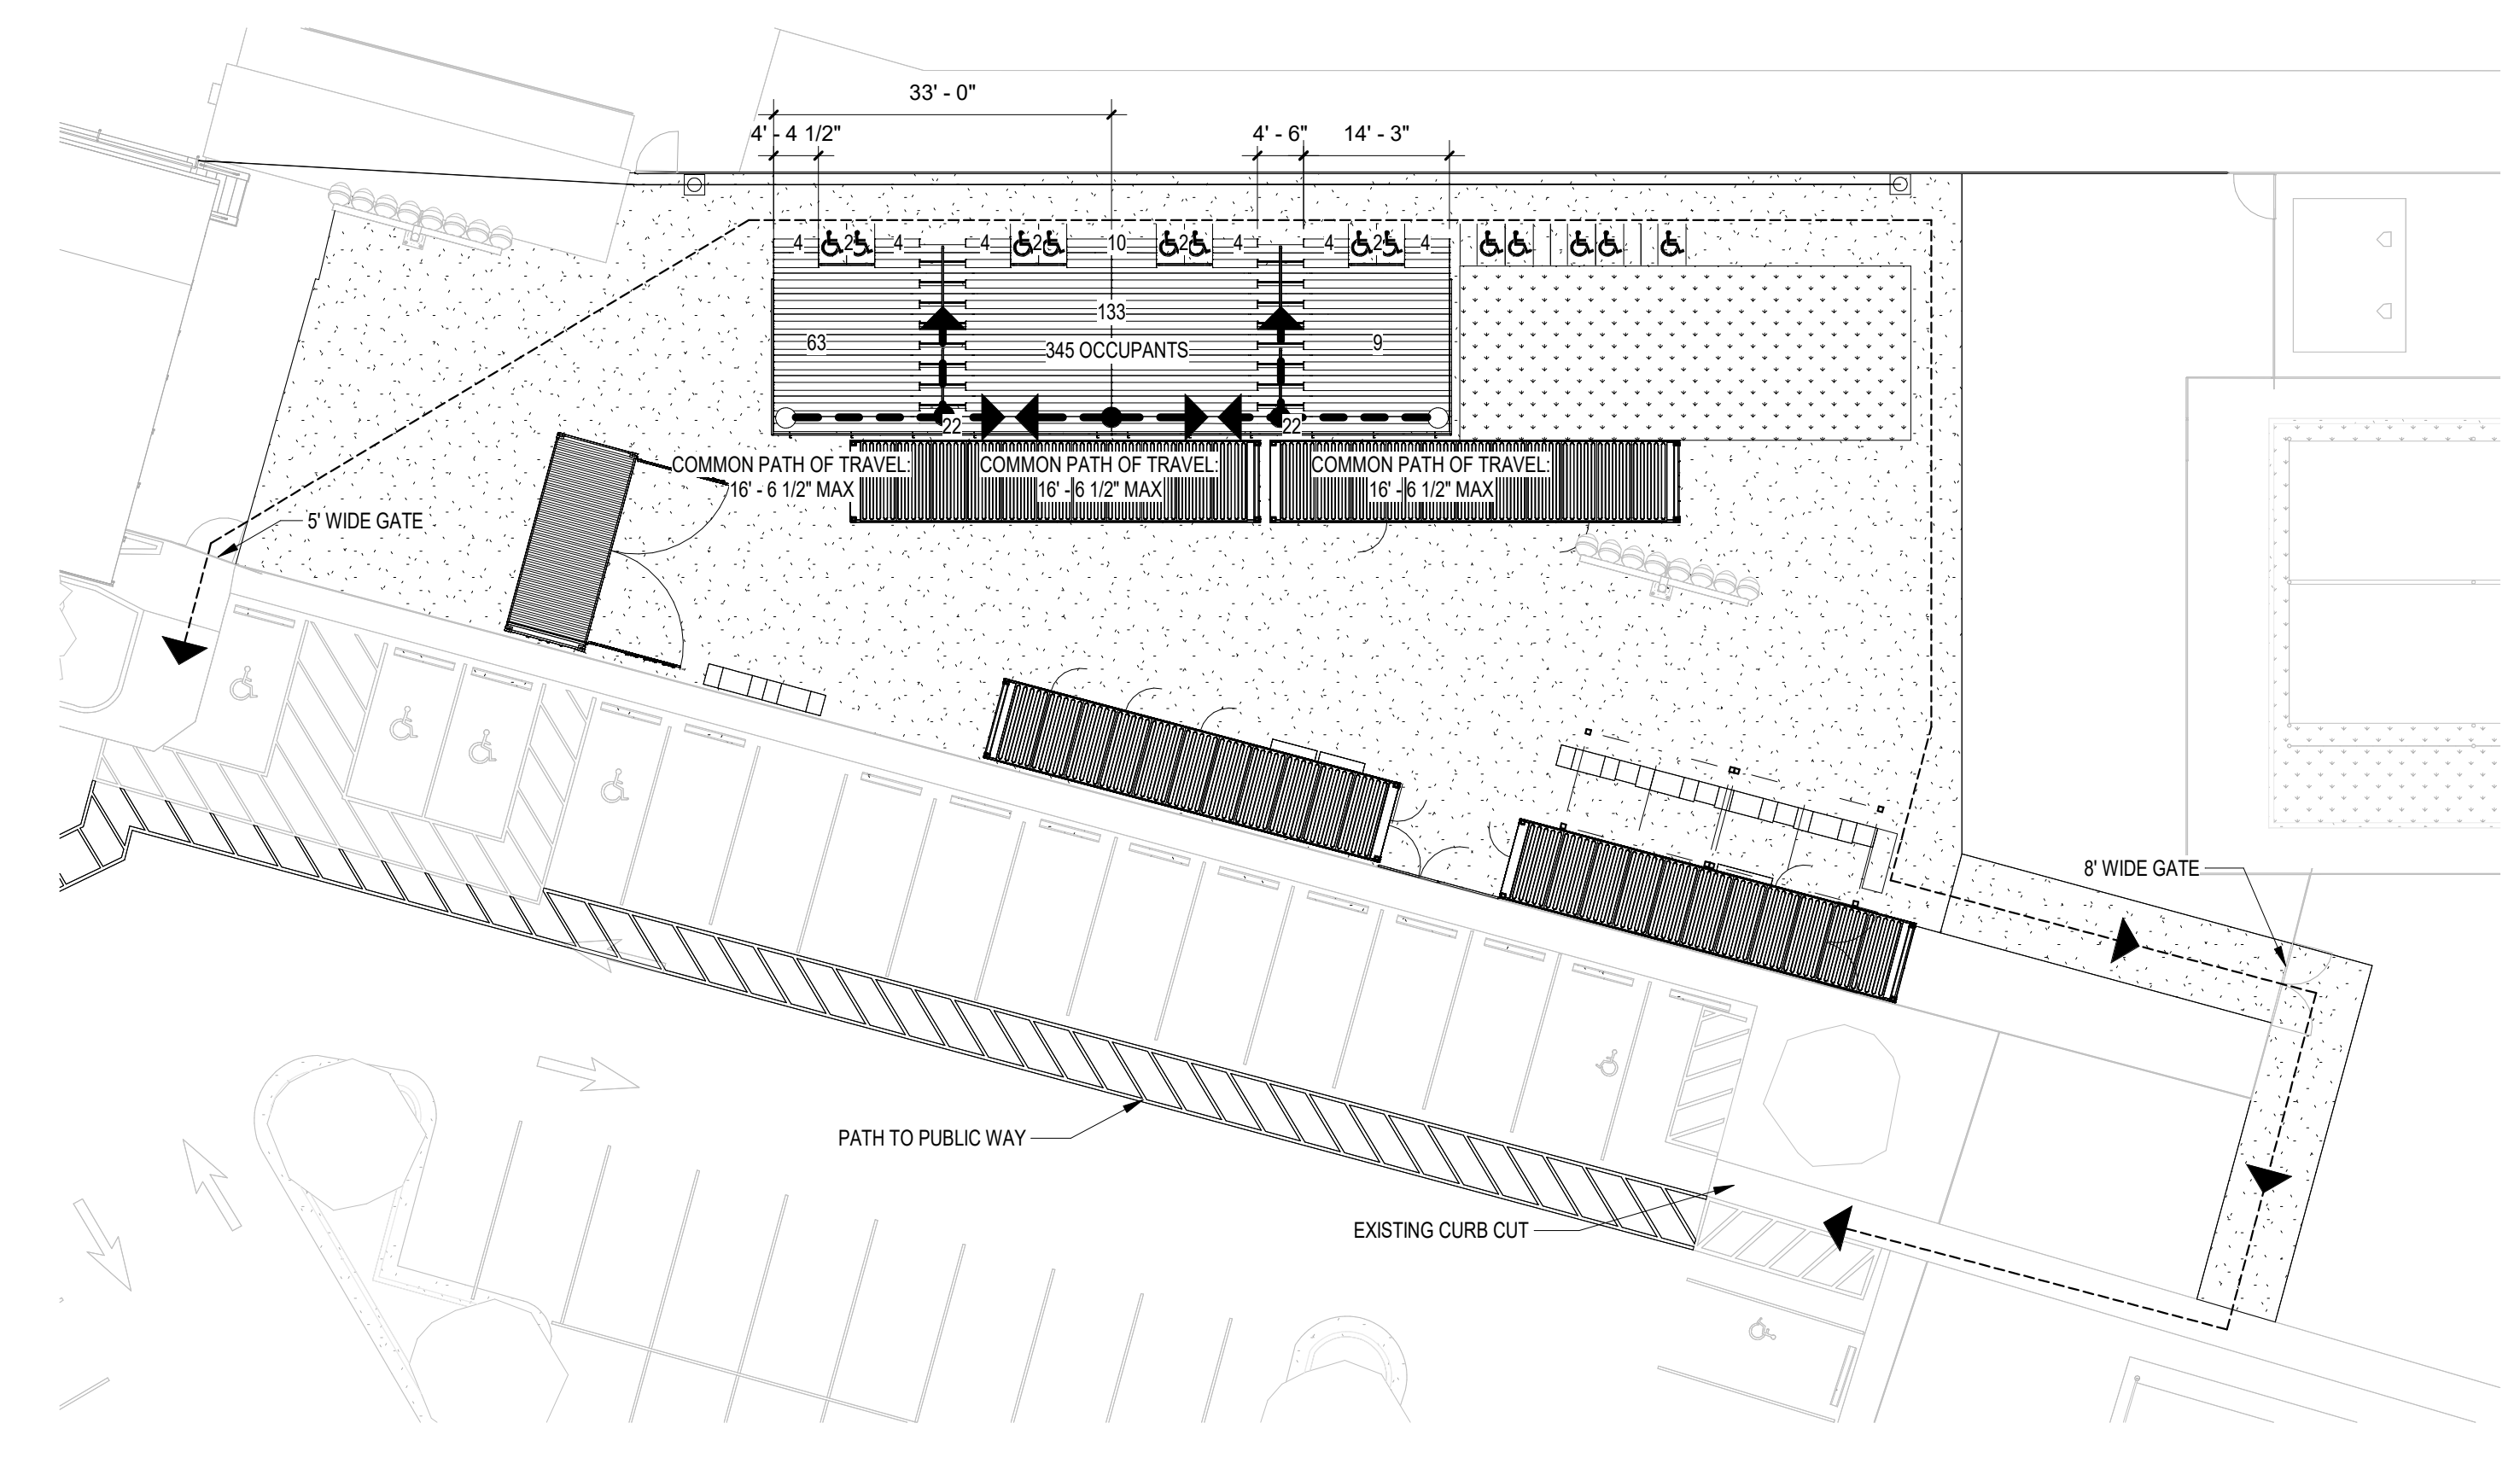 33' - 0"
4' - 4 1/2"
4' - 6"
14' - 3"
4
2
4
4
2
10
2
4
4
2
4
133
63
345 OCCUPANTS
9
22
22
COMMON PATH OF TRAVEL:
16' - 6 1/2" MAX
COMMON PATH OF TRAVEL:
16' - 6 1/2" MAX
COMMON PATH OF TRAVEL:
16' - 6 1/2" MAX
5' WIDE GATE
8' WIDE GATE
PATH TO PUBLIC WAY
EXISTING CURB CUT